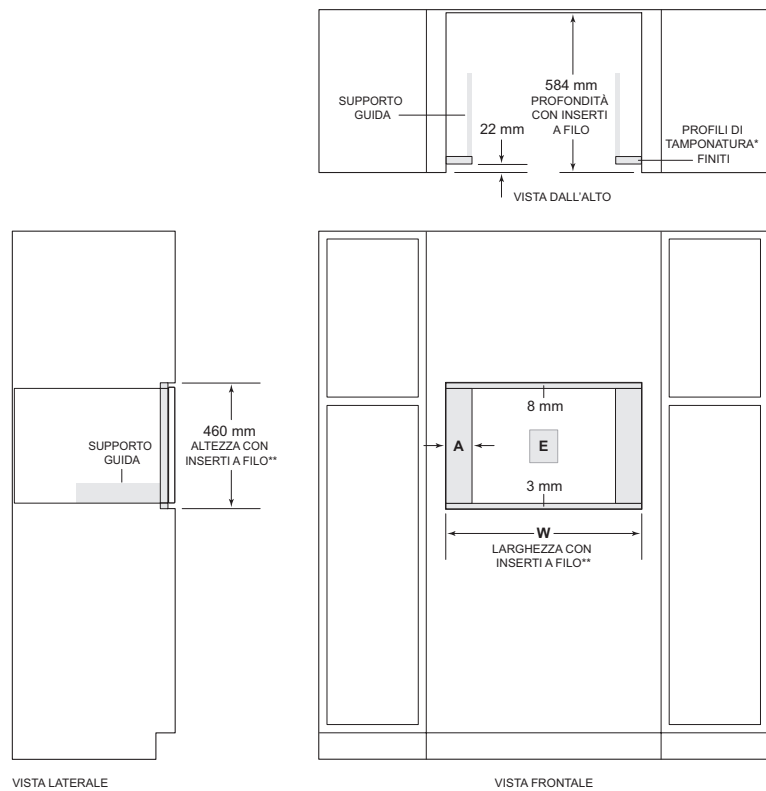 584 mm
PROFONDITÀ
CON INSERTI
A FILO
SUPPORTO
GUIDA
22 mm
PROFILI DI
TAMPONATURA*
FINITI
VISTA DALL'ALTO
460 mm
ALTEZZA CON
INSERTI A FILO**
SUPPORTO
GUIDA
8 mm
A
E
3 mm
W
LARGHEZZA CON
INSERTI A FILO**
VISTA LATERALE
VISTA FRONTALE